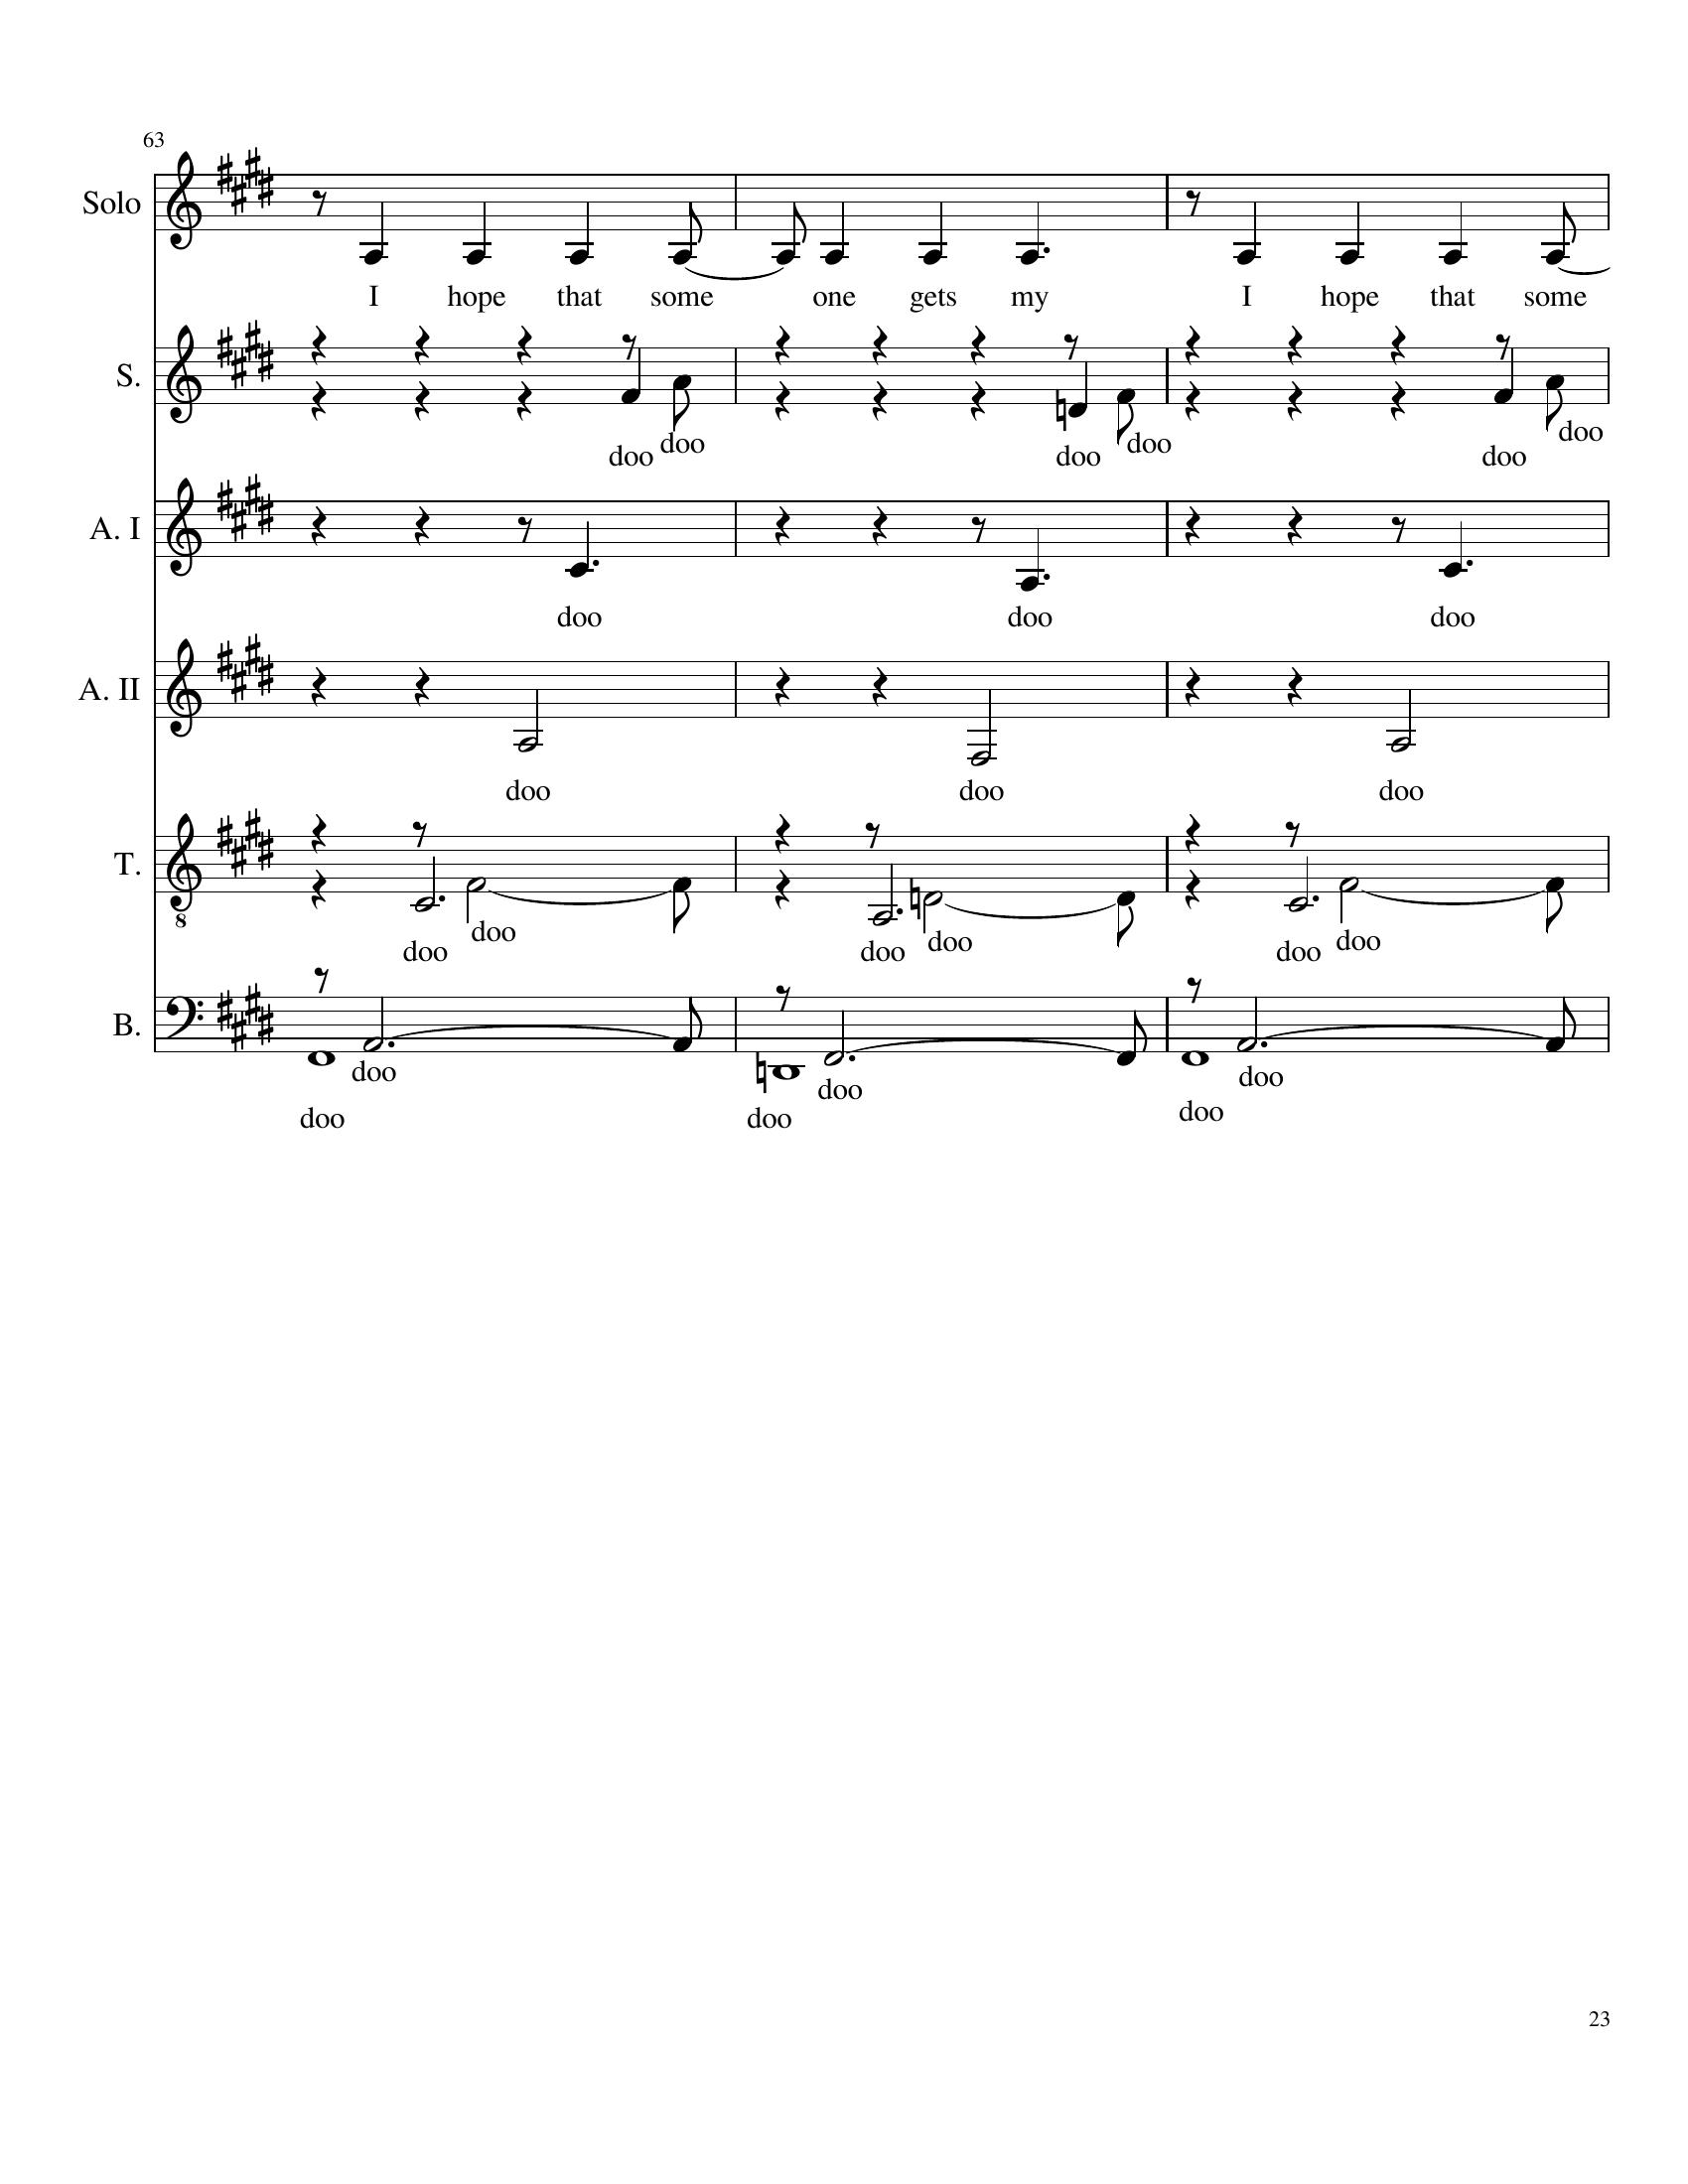 63
Solo
I hope that some one gets my I hope that some
S.
doo doo doo doo doo doo
A. I
doo doo doo
A. II
doo doo doo
T.
8
doo doo doo doo doo doo
B.
doo doo doo
doo doo doo
23